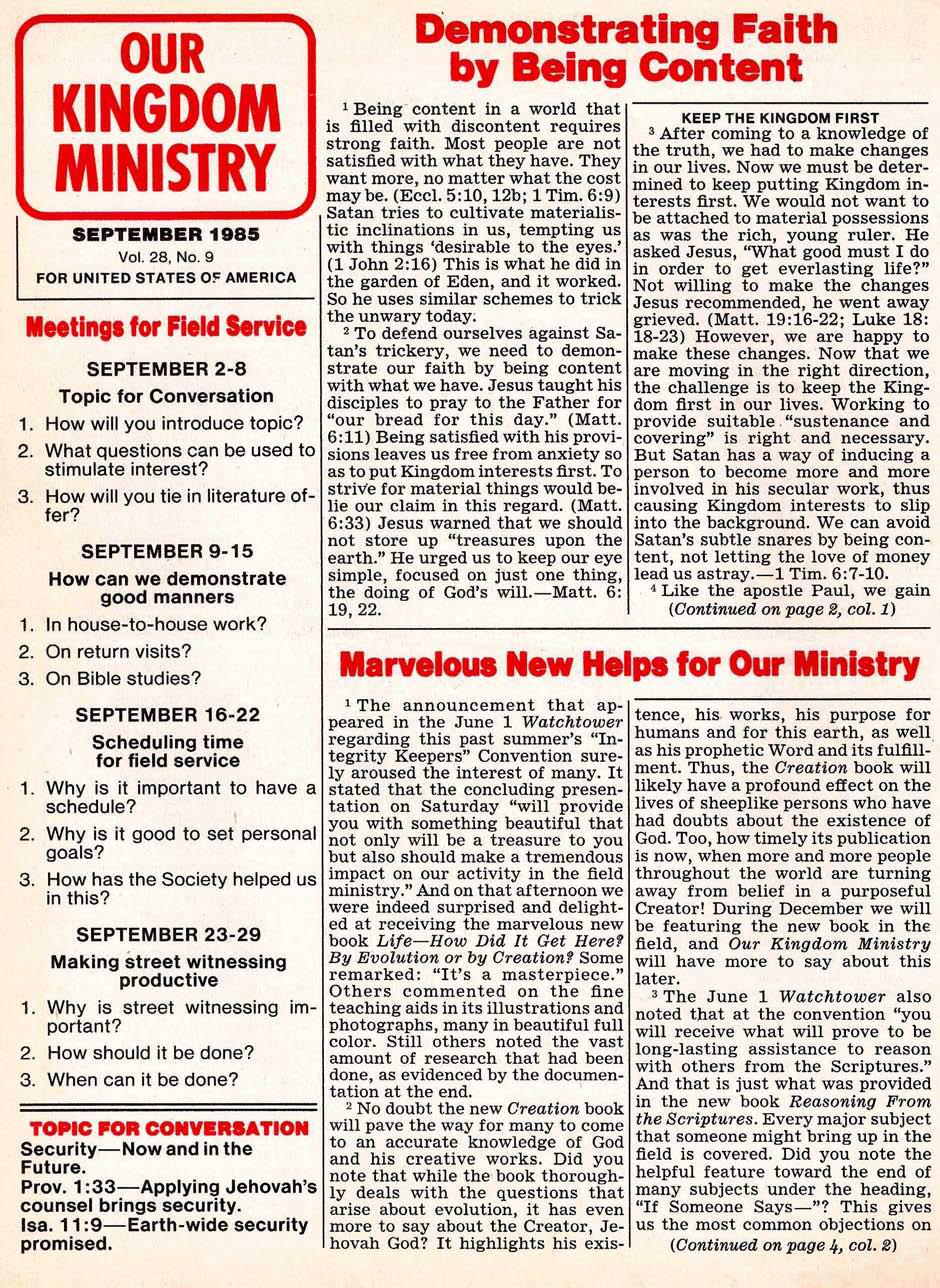 OUR
KINGDOM
MINISTRY
SEPTEMBER 1985
Vol. 28, No. 9
FOR UNITED STATES OF AMERICA
Meetings for Field Service
SEPTEMBER 2-8
Topic for Conversation
1. How will you introduce topic?
2. What questions can be used to
stimulate interest?
3. How will you tie in literature of-
fer?
SEPTEMBER 9-15
How can we demonstrate
good manners
1. In house-to-house work?
2. On return visits?
3. On Bible studies?
SEPTEMBER 16-22
Scheduling time
for field service
1. Why is it important to have a
schedule?
2. Why is it good to set personal
goals?
3. How has the Society helped us
in this?
SEPTEMBER 23-29
Making street witnessing
productive
1. Why is street witnessing im-
portant?
2. How should it be done?
3. When can it be done?
TOPIC FOR CONVERSATION
Security—Now and in the
Future.
Prov. 1:33—Applying Jehovah's
counsel brings security.
Isa. 11:9—Earth-wide security
promised.
Demonstrating Faith
by Being Content
1 Being content in a world that
is filled with discontent requires
strong faith. Most people are not
satisfied with what they have. They
want more, no matter what the cost
may be. (Eccl. 5:10, 12b; 1 Tim. 6:9)
Satan tries to cultivate materialis-
tic inclinations in us, tempting us
with things ‘desirable to the eyes.’
(1 John 2:16) This is what he did in
the garden of Eden, and it worked.
So he uses similar schemes to trick
the unwary today.
2 To defend ourselves against Sa-
tan's trickery, we need to demon-
strate our faith by being content
with what we have. Jesus taught his
disciples to pray to the Father for
“our bread for this day.” (Matt.
6:11) Being satisfied with his provi-
sions leaves us free from anxiety so
as to put Kingdom interests first. To
strive for material things would be-
lie our claim in this regard. (Matt.
6:33) Jesus warned that we should
not store up “treasures upon the
earth.” He urged us to keep our eye
simple, focused on just one thing,
the doing of God's will.—Matt. 6:
19, 22.
KEEP THE KINGDOM FIRST
3 After coming to a knowledge of
the truth, we had to make changes
in our lives. Now we must be deter-
mined to keep putting Kingdom in-
terests first. We would not want to
be attached to material possessions
as was the rich, young ruler. He
asked Jesus, “What good must I do
in order to get everlasting life?”
Not willing to make the changes
Jesus recommended, he went away
grieved. (Matt. 19:16-22; Luke 18:
18-23) However, we are happy to
make these changes. Now that we
are moving in the right direction,
the challenge is to keep the King-
dom first in our lives. Working to
provide suitable “sustenance and
covering” is right and necessary.
But Satan has a way of inducing a
person to become more and more
involved in his secular work, thus
causing Kingdom interests to slip
into the background. We can avoid
Satan's subtle snares by being con-
tent, not letting the love of money
lead us astray.—1 Tim. 6:7-10.
4 Like the apostle Paul, we gain
(Continued on page 2, col. 1)
Marvelous New Helps for Our Ministry
1 The announcement that ap-
peared in the June 1 Watchtower
regarding this past summer's “In-
tegrity Keepers” Convention sure-
ly aroused the interest of many. It
stated that the concluding presen-
tation on Saturday “will provide
you with something beautiful that
not only will be a treasure to you
but also should make a tremendous
impact on our activity in the field
ministry.” And on that afternoon we
were indeed surprised and delight-
ed at receiving the marvelous new
book Life—How Did It Get Here?
By Evolution or by Creation? Some
remarked: “It's a masterpiece.”
Others commented on the fine
teaching aids in its illustrations and
photographs, many in beautiful full
color. Still others noted the vast
amount of research that had been
done, as evidenced by the documen-
tation at the end.
2 No doubt the new Creation book
will pave the way for many to come
to an accurate knowledge of God
and his creative works. Did you
note that while the book thorough-
ly deals with the questions that
arise about evolution, it has even
more to say about the Creator, Je-
hovah God? It highlights his exis-
tence, his works, his purpose for
humans and for this earth, as well
as his prophetic Word and its fulfill-
ment. Thus, the Creation book will
likely have a profound effect on the
lives of sheeplike persons who have
had doubts about the existence of
God. Too, how timely its publication
is now, when more and more people
throughout the world are turning
away from belief in a purposeful
Creator! During December we will
be featuring the new book in the
field, and Our Kingdom Ministry
will have more to say about this
later.
3 The June 1 Watchtower also
noted that at the convention “you
will receive what will prove to be
long-lasting assistance to reason
with others from the Scriptures.”
And that is just what was provided
in the new book Reasoning From
the Scriptures. Every major subject
that someone might bring up in the
field is covered. Did you note the
helpful feature toward the end of
many subjects under the heading,
“If Someone Says—”? This gives
us the most common objections on
(Continued on page 4, col. 2)